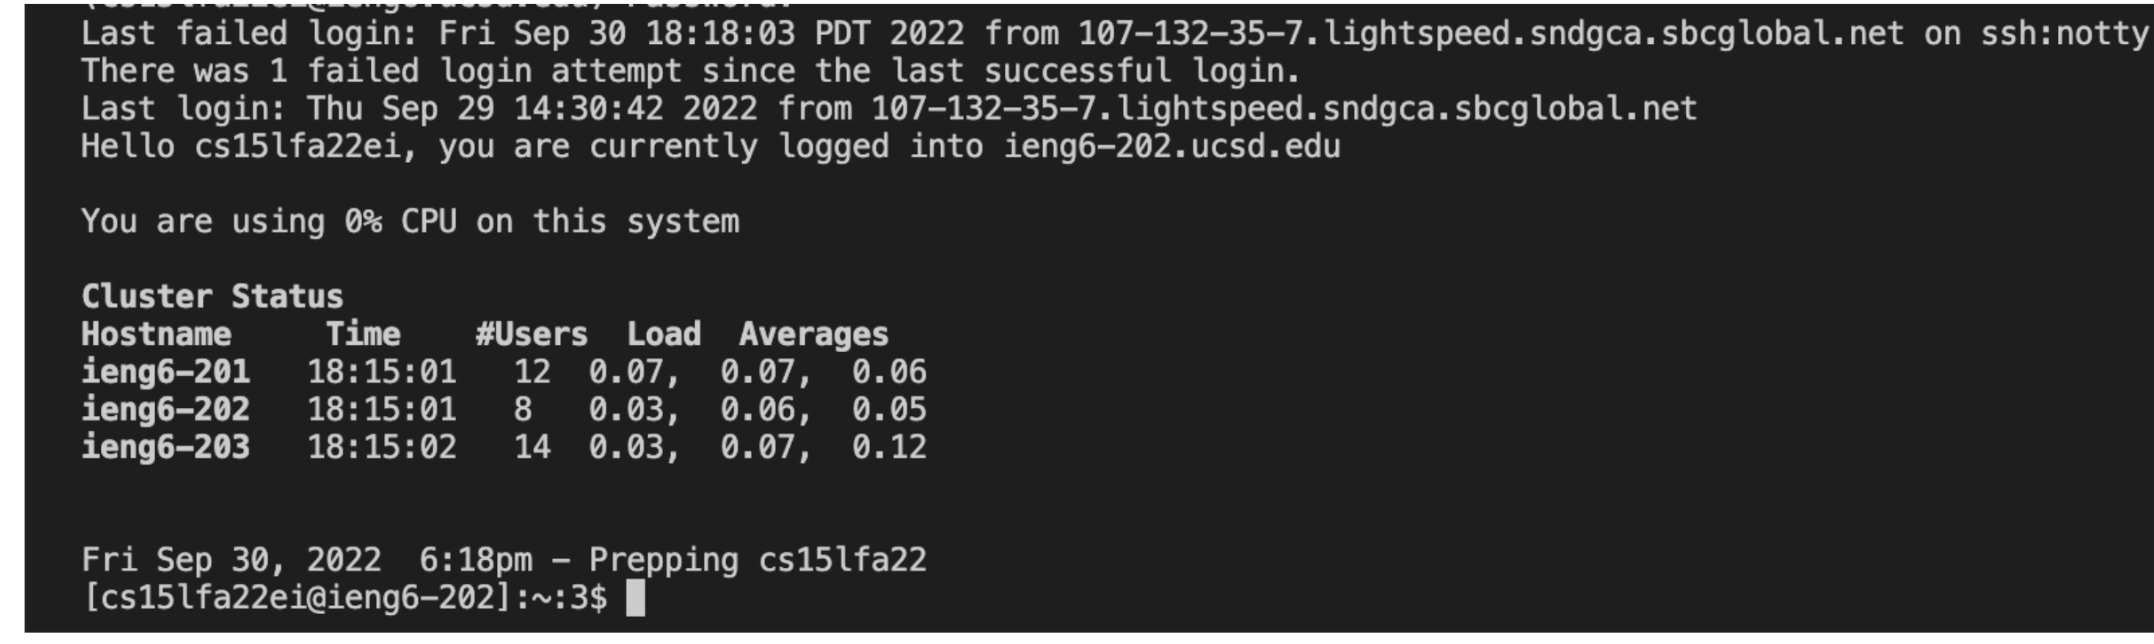 Last failed login: Fri Sep 30 18:18:03 PDT 2022 from 107-132-35-7.lightspeed.sndgca.sbcglobal.net on ssh:notty
There was 1 failed login attempt since the last successful login.
Last login: Thu Sep 29 14:30:42 2022 from 107-132-35-7.lightspeed.sndgca.sbcglobal.net
Hello cs15lfa22ei, you are currently logged into ieng6-202.ucsd.edu
You are using 0% CPU on this system
Cluster Status
Hostname     Time    #Users  Load  Averages
ieng6-201   18:15:01   12  0.07,  0.07,  0.06
ieng6-202   18:15:01   8   0.03,  0.06,  0.05
ieng6-203   18:15:02   14  0.03,  0.07,  0.12
Fri Sep 30, 2022  6:18pm - Prepping cs15lfa22
[cs15lfa22ei@ieng6-202]:~:3$